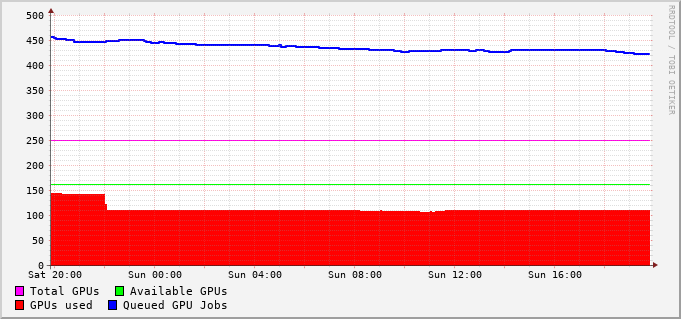 500
450
400
350
300
250
200
150
100
50
0
Sat 20:00 Sun 00:00 Sun 04:00 Sun 08:00 Sun 12:00 Sun 16:00
Total GPUs Available GPUs
GPUs used Queued GPU Jobs
RRDTOOL / TOBI OETIKER